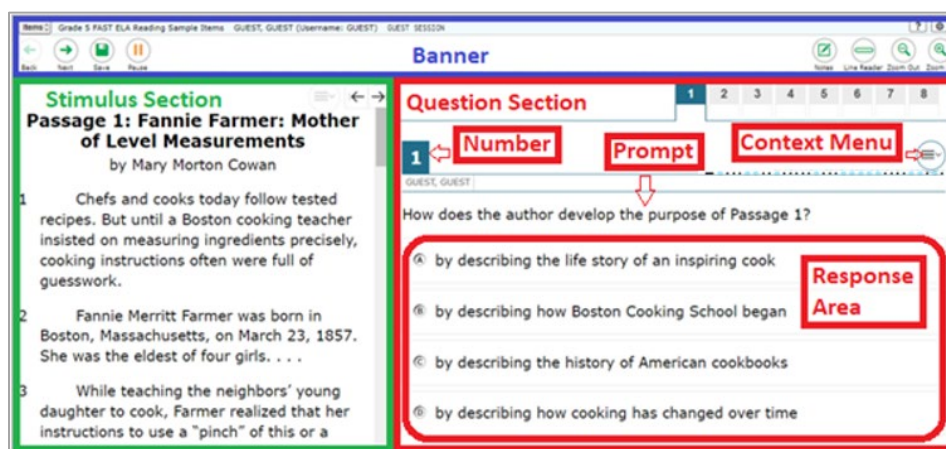 Items Grade 5 FAST ELA Reading Sample Items GUEST, GUEST (Username: GUEST) GUEST SESSION ?
Back Next Save Pause Banner Notes Line Reader Zoom Out Zoom
Stimulus Section
Passage 1: Fannie Farmer: Mother
of Level Measurements
by Mary Morton Cowan
1 Chefs and cooks today follow tested
recipes. But until a Boston cooking teacher
insisted on measuring ingredients precisely,
cooking instructions often were full of
guesswork.
2 Fannie Merritt Farmer was born in
Boston, Massachusetts, on March 23, 1857.
She was the eldest of four girls. . . .
3 While teaching the neighbors' young
daughter to cook, Farmer realized that her
instructions to use a "pinch" of this or a
Question Section
1 2 3 4 5 6 7 8
1 Number Prompt Context Menu
GUEST, GUEST
How does the author develop the purpose of Passage 1?
A by describing the life story of an inspiring cook
Response
Area
B by describing how Boston Cooking School began
C by describing the history of American cookbooks
D by describing how cooking has changed over time